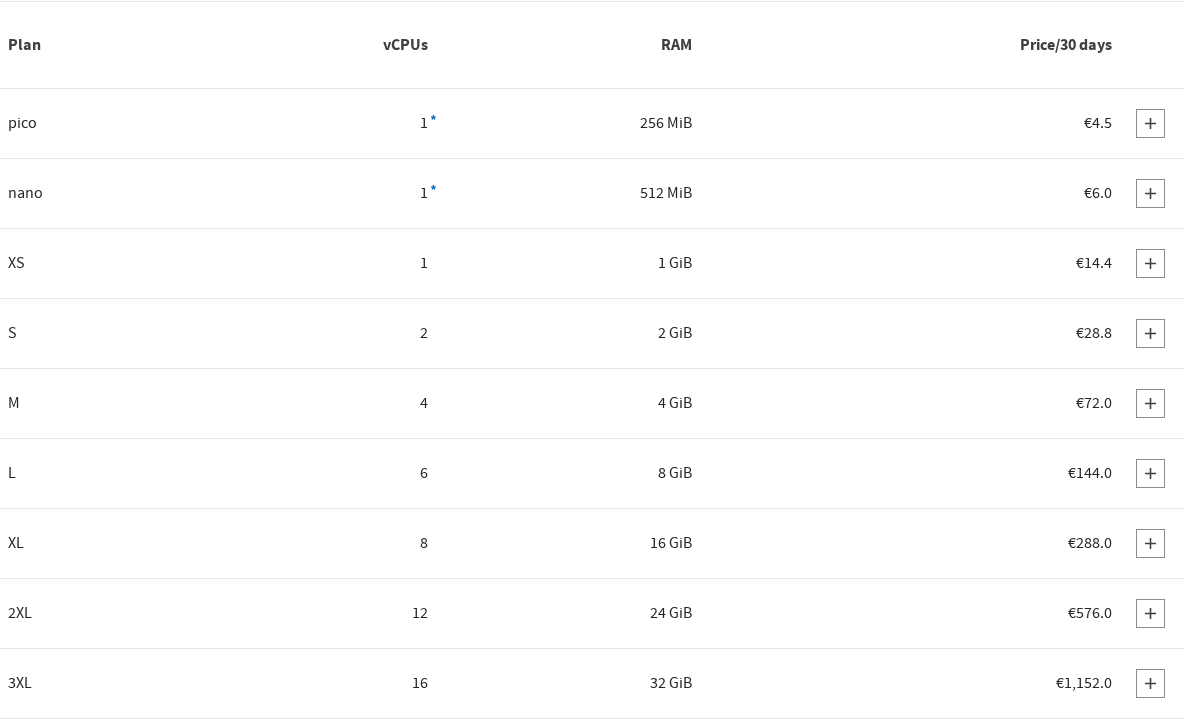 Plan vCPUs RAM Price/30 days
pico 1* 256 MiB €4.5 +
nano 1* 512 MiB €6.0 +
XS 1 1 GiB €14.4 +
S 2 2 GiB €28.8 +
M 4 4 GiB €72.0 +
L 6 8 GiB €144.0 +
XL 8 16 GiB €288.0 +
2XL 12 24 GiB €576.0 +
3XL 16 32 GiB €1,152.0 +